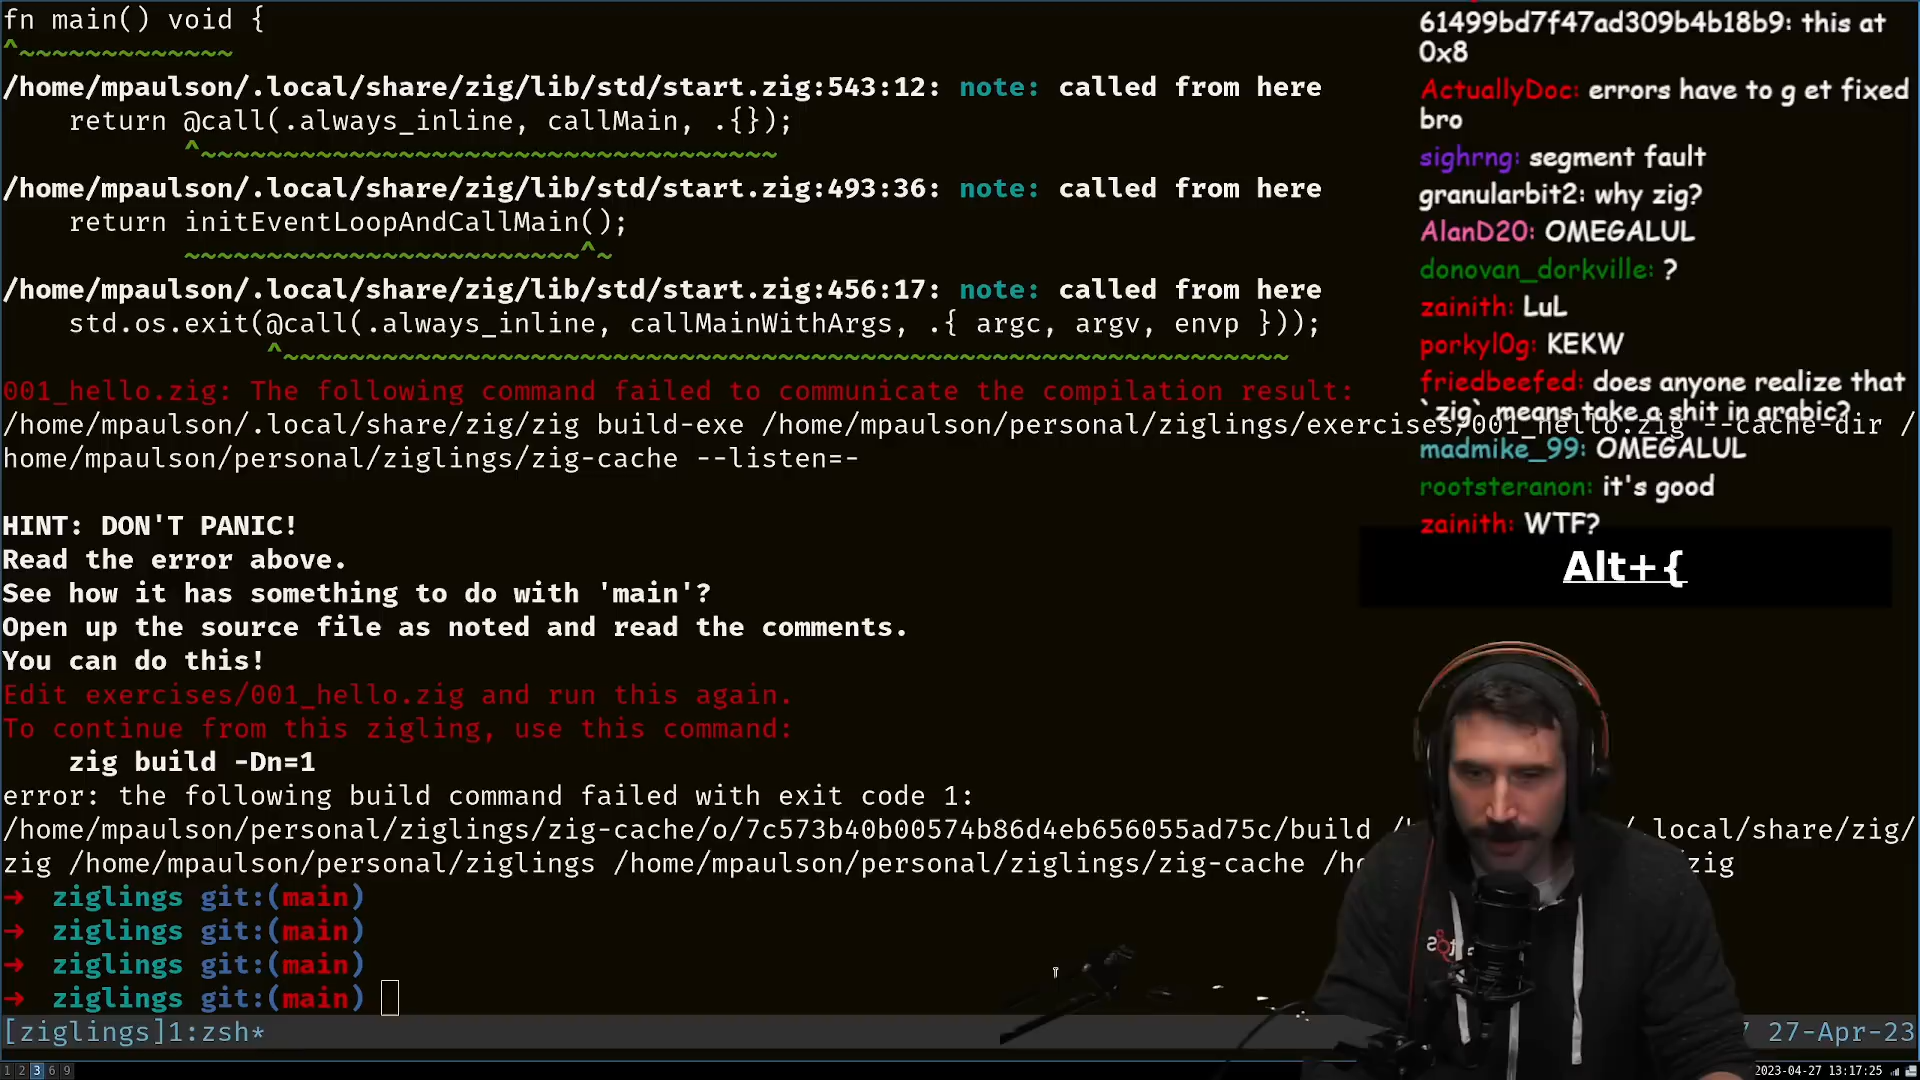 fn main() void {
^~~~~~~~~~~~~~
/home/mpaulson/.local/share/zig/lib/std/start.zig:543:12: note: called from here
    return @call(.always_inline, callMain, .{});
           ^~~~~~~~~~~~~~~~~~~~~~~~~~~~~~~~~~~~
/home/mpaulson/.local/share/zig/lib/std/start.zig:493:36: note: called from here
    return initEventLoopAndCallMain();
           ~~~~~~~~~~~~~~~~~~~~~~~~^~
/home/mpaulson/.local/share/zig/lib/std/start.zig:456:17: note: called from here
    std.os.exit(@call(.always_inline, callMainWithArgs, .{ argc, argv, envp }));
                ^~~~~~~~~~~~~~~~~~~~~~~~~~~~~~~~~~~~~~~~~~~~~~~~~~~~~~~~~~~~~~
001_hello.zig: The following command failed to communicate the compilation result:
/home/mpaulson/.local/share/zig/zig build-exe /home/mpaulson/personal/ziglings/exercises/001_hello.zig --cache-dir /
home/mpaulson/personal/ziglings/zig-cache --listen=-
HINT: DON'T PANIC!
Read the error above.
See how it has something to do with 'main'?
Open up the source file as noted and read the comments.
You can do this!
Edit exercises/001_hello.zig and run this again.
To continue from this zigling, use this command:
    zig build -Dn=1
error: the following build command failed with exit code 1:
/home/mpaulson/personal/ziglings/zig-cache/o/7c573b40b00574b86d4eb656055ad75c/build / .local/share/zig/
zig /home/mpaulson/personal/ziglings /home/mpaulson/personal/ziglings/zig-cache zig
→ ziglings git:(main)
→ ziglings git:(main)
→ ziglings git:(main)
→ ziglings git:(main)
[ziglings]1:zsh*
27-Apr-23
1 2 3 6 9
2023-04-27 13:17:25
61499bd7f47ad309b4b18b9: this at
0x8
ActuallyDoc: errors have to g et fixed
bro
sighrng: segment fault
granularbit2: why zig?
AlanD20: OMEGALUL
donovan_dorkville: ?
zainith: LuL
porkyl0g: KEKW
friedbeefed: does anyone realize that
`zig` means take a shit in arabic?
madmike_99: OMEGALUL
rootsteranon: it's good
zainith: WTF?
Alt+{